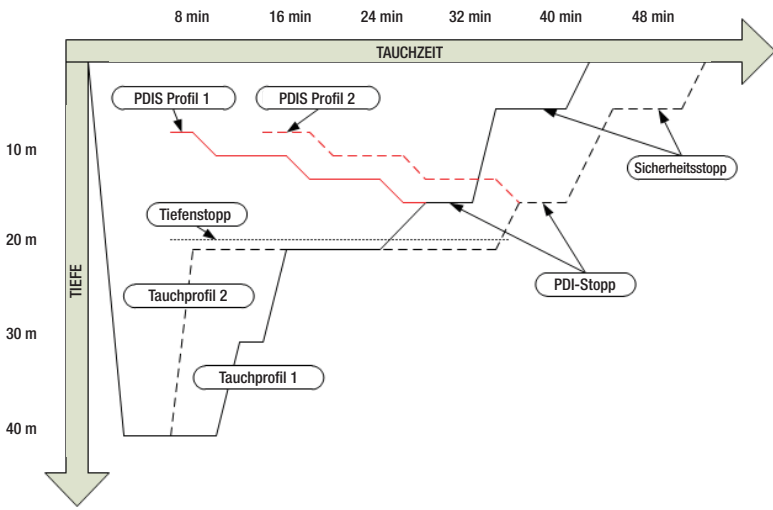 8 min 16 min 24 min 32 min 40 min 48 min
TAUCHZEIT
PDIS Profil 1 PDIS Profil 2
10 m
Sicherheitsstopp
Tiefenstopp
20 m
TIEFE
PDI-Stopp
Tauchprofil 2
30 m
Tauchprofil 1
40 m